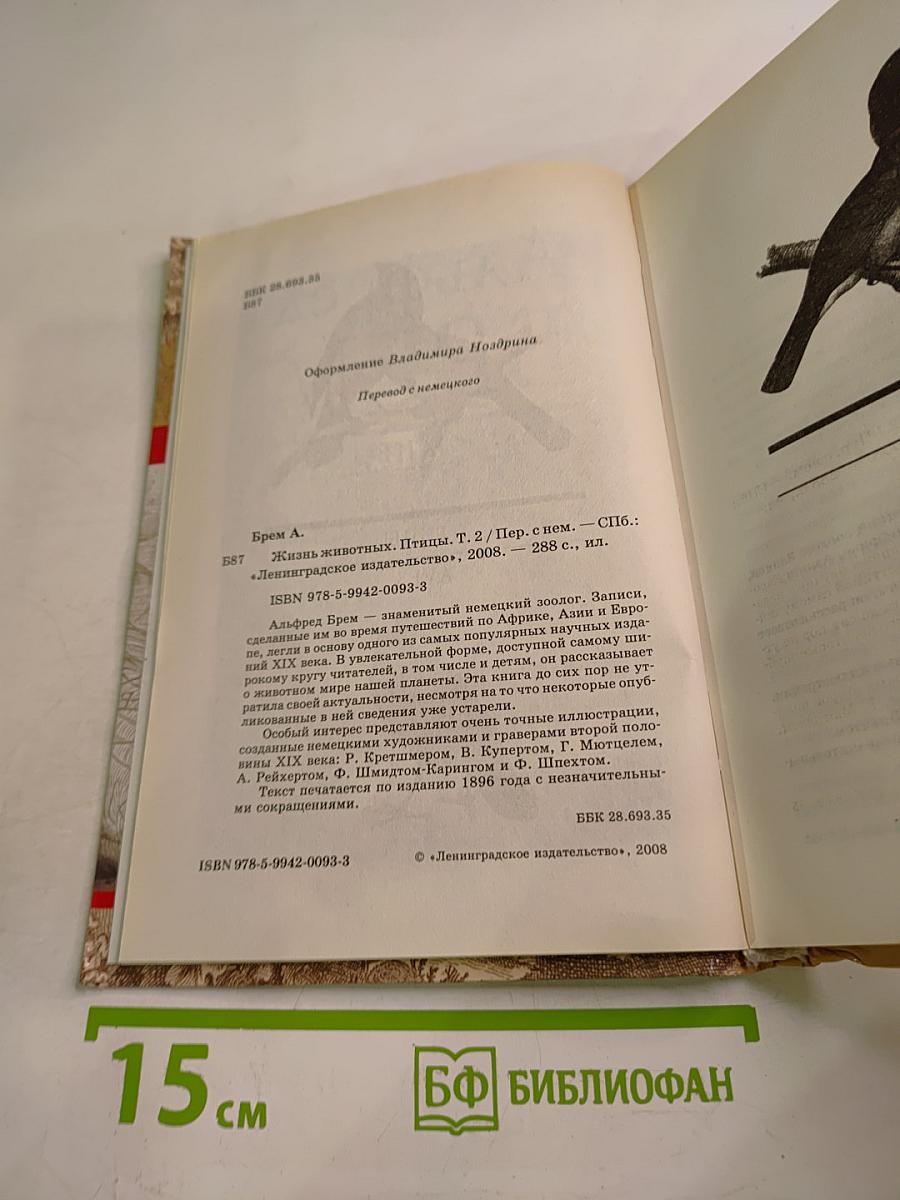 ББК 28.693.35
Б87
Оформление Владимира Ноздрина
Перевод с немецкого
Брем А.
Б87 Жизнь животных. Птицы. Т. 2 / Пер. с нем. — СПб.:
«Ленинградское издательство», 2008. — 288 с., ил.
ISBN 978-5-9942-0093-3
Альфред Брем — знаменитый немецкий зоолог. Записи,
сделанные им во время путешествий по Африке, Азии и Евро-
пе, легли в основу одного из самых популярных научных изда-
ний XIX века. В увлекательной форме, доступной самому ши-
рокому кругу читателей, в том числе и детям, он рассказывает
о животном мире нашей планеты. Эта книга до сих пор не ут-
ратила своей актуальности, несмотря на то что некоторые опуб-
ликованные в ней сведения уже устарели.
Особый интерес представляют очень точные иллюстрации,
созданные немецкими художниками и граверами второй поло-
вины XIX века: Р. Кретшмером, В. Купертом, Г. Мютцелем,
А. Рейхертом, Ф. Шмидтом-Карингом и Ф. Шпехтом.
Текст печатается по изданию 1896 года с незначительны-
ми сокращениями.
ББК 28.693.35
ISBN 978-5-9942-0093-3
© «Ленинградское издательство», 2008
15 см
БФ БИБЛИОФАН